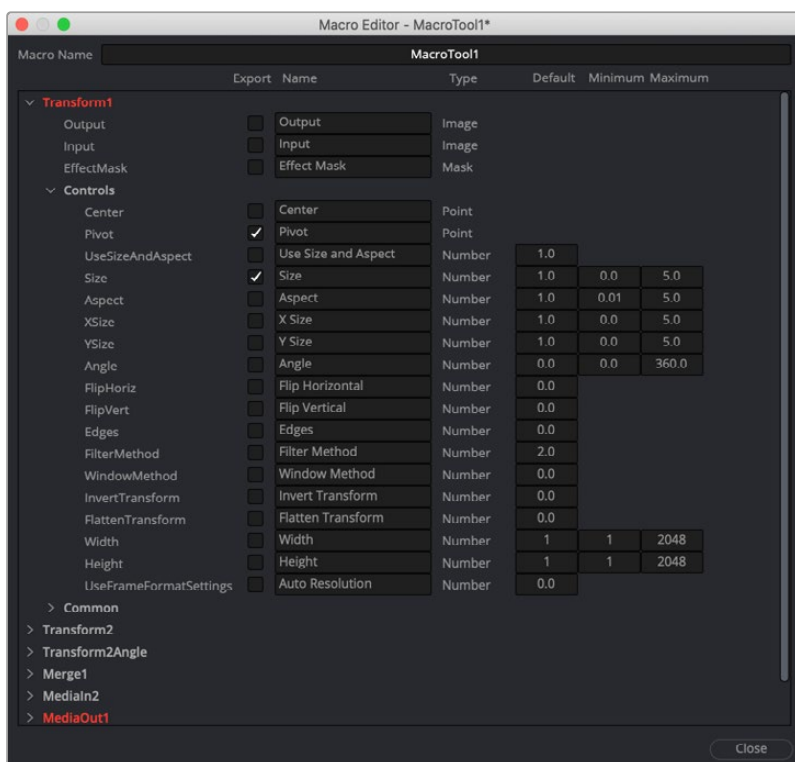 Macro Editor - MacroTool1*
Macro Name MacroTool1
Export Name Type Default Minimum Maximum
Transform1
Output Output Image
Input Input Image
EffectMask Effect Mask Mask
Controls
Center Center Point
Pivot Pivot Point
UseSizeAndAspect Use Size and Aspect Number 1.0
Size Size Number 1.0 0.0 5.0
Aspect Aspect Number 1.0 0.01 5.0
XSize X Size Number 1.0 0.0 5.0
YSize Y Size Number 1.0 0.0 5.0
Angle Angle Number 0.0 0.0 360.0
FlipHoriz Flip Horizontal Number 0.0
FlipVert Flip Vertical Number 0.0
Edges Edges Number 0.0
FilterMethod Filter Method Number 2.0
WindowMethod Window Method Number 0.0
InvertTransform Invert Transform Number 0.0
FlattenTransform Flatten Transform Number 0.0
Width Width Number 1 1 2048
Height Height Number 1 1 2048
UseFrameFormatSettings Auto Resolution Number 0.0
Common
Transform2
Transform2Angle
Merge1
MediaIn2
MediaOut1
Close